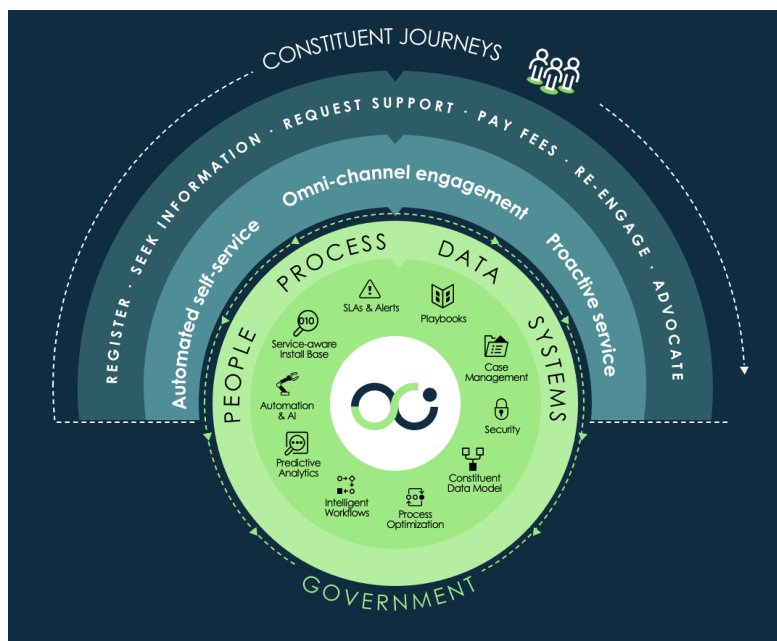 CONSTITUENT JOURNEYS
REGISTER · SEEK INFORMATION · REQUEST SUPPORT · PAY FEES · RE-ENGAGE · ADVOCATE
Automated self-service
Omni-channel engagement
Proactive service
PEOPLE
PROCESS
DATA
SYSTEMS
SLAs & Alerts
Playbooks
010
Service-aware
Install Base
Case
Management
Automation
& AI
Security
Predictive
Analytics
Constituent
Data Model
Intelligent
Workflows
Process
Optimization
GOVERNMENT